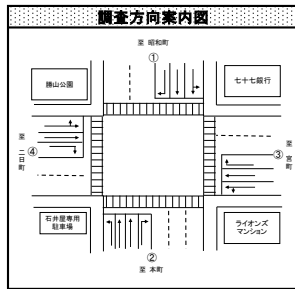 調査方向案内図
至 昭和町
①
勝山公園
七十七銀行
至 二日町
④
③
至 宮町
石井屋専用
駐車場
ライオンズ
マンション
②
至 本町